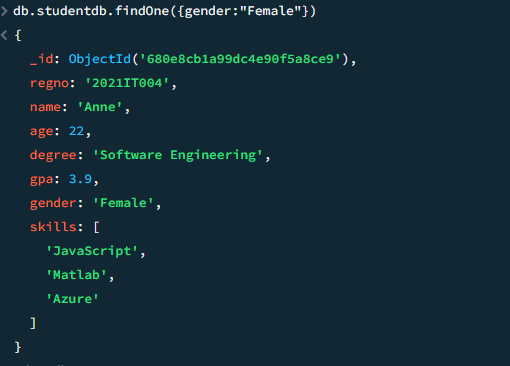 > db.studentdb.findOne({gender:"Female"})
< {
_id: ObjectId('680e8cb1a99dc4e90f5a8ce9'),
regno: '2021IT004',
name: 'Anne',
age: 22,
degree: 'Software Engineering',
gpa: 3.9,
gender: 'Female',
skills: [
'JavaScript',
'Matlab',
'Azure'
]
}